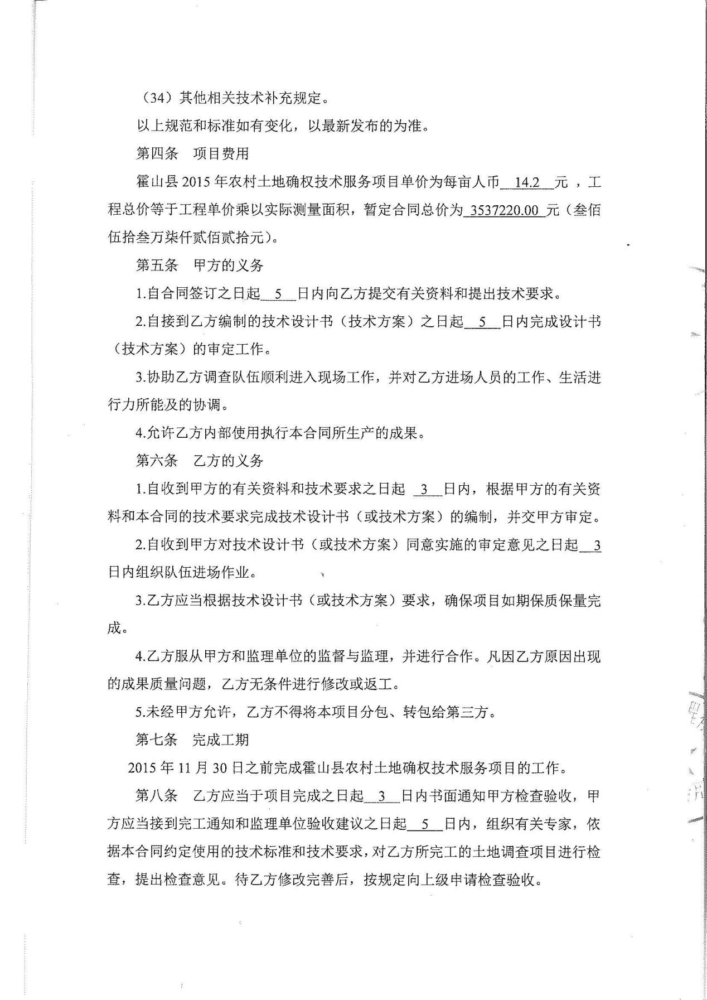 （34）其他相关技术补充规定。
以上规范和标准如有变化，以最新发布的为准。
第四条　项目费用
霍山县 2015 年农村土地确权技术服务项目单价为每亩人币 14.2 元 ，工
程总价等于工程单价乘以实际测量面积，暂定合同总价为 3537220.00 元（叁佰
伍拾叁万柒仟贰佰贰拾元）。
第五条　甲方的义务
1.自合同签订之日起 5 日内向乙方提交有关资料和提出技术要求。
2.自接到乙方编制的技术设计书（技术方案）之日起 5 日内完成设计书
（技术方案）的审定工作。
3.协助乙方调查队伍顺利进入现场工作，并对乙方进场人员的工作、生活进
行力所能及的协调。
4.允许乙方内部使用执行本合同所生产的成果。
第六条　乙方的义务
1.自收到甲方的有关资料和技术要求之日起 3 日内，根据甲方的有关资
料和本合同的技术要求完成技术设计书（或技术方案）的编制，并交甲方审定。
2.自收到甲方对技术设计书（或技术方案）同意实施的审定意见之日起 3
日内组织队伍进场作业。
3.乙方应当根据技术设计书（或技术方案）要求，确保项目如期保质保量完
成。
4.乙方服从甲方和监理单位的监督与监理，并进行合作。凡因乙方原因出现
的成果质量问题，乙方无条件进行修改或返工。
5.未经甲方允许，乙方不得将本项目分包、转包给第三方。
第七条　完成工期
2015 年 11 月 30 日之前完成霍山县农村土地确权技术服务项目的工作。
第八条　乙方应当于项目完成之日起 3 日内书面通知甲方检查验收，甲
方应当接到完工通知和监理单位验收建议之日起 5 日内，组织有关专家，依
据本合同约定使用的技术标准和技术要求，对乙方所完工的土地调查项目进行检
查，提出检查意见。待乙方修改完善后，按规定向上级申请检查验收。